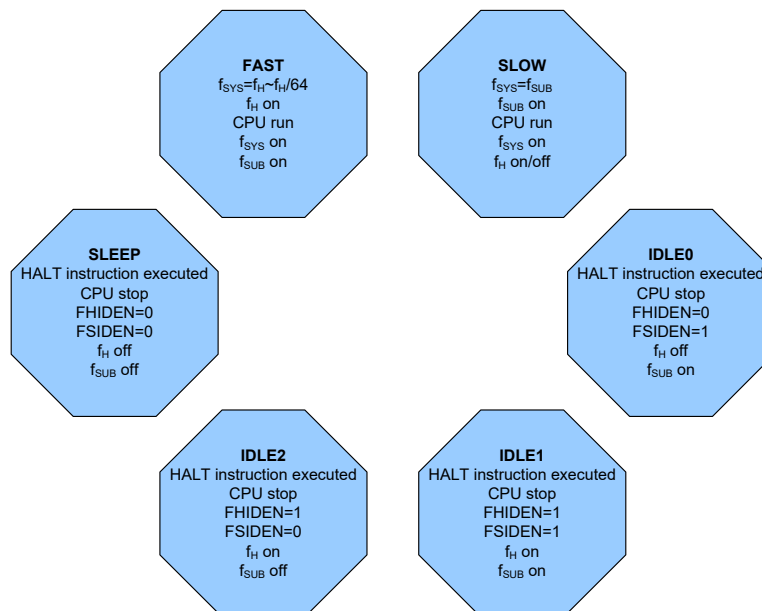 FAST
fSYS=fH~fH/64
fH on
CPU run
fSYS on
fSUB on
SLOW
fSYS=fSUB
fSUB on
CPU run
fSYS on
fH on/off
SLEEP
HALT instruction executed
CPU stop
FHIDEN=0
FSIDEN=0
fH off
fSUB off
IDLE0
HALT instruction executed
CPU stop
FHIDEN=0
FSIDEN=1
fH off
fSUB on
IDLE2
HALT instruction executed
CPU stop
FHIDEN=1
FSIDEN=0
fH on
fSUB off
IDLE1
HALT instruction executed
CPU stop
FHIDEN=1
FSIDEN=1
fH on
fSUB on